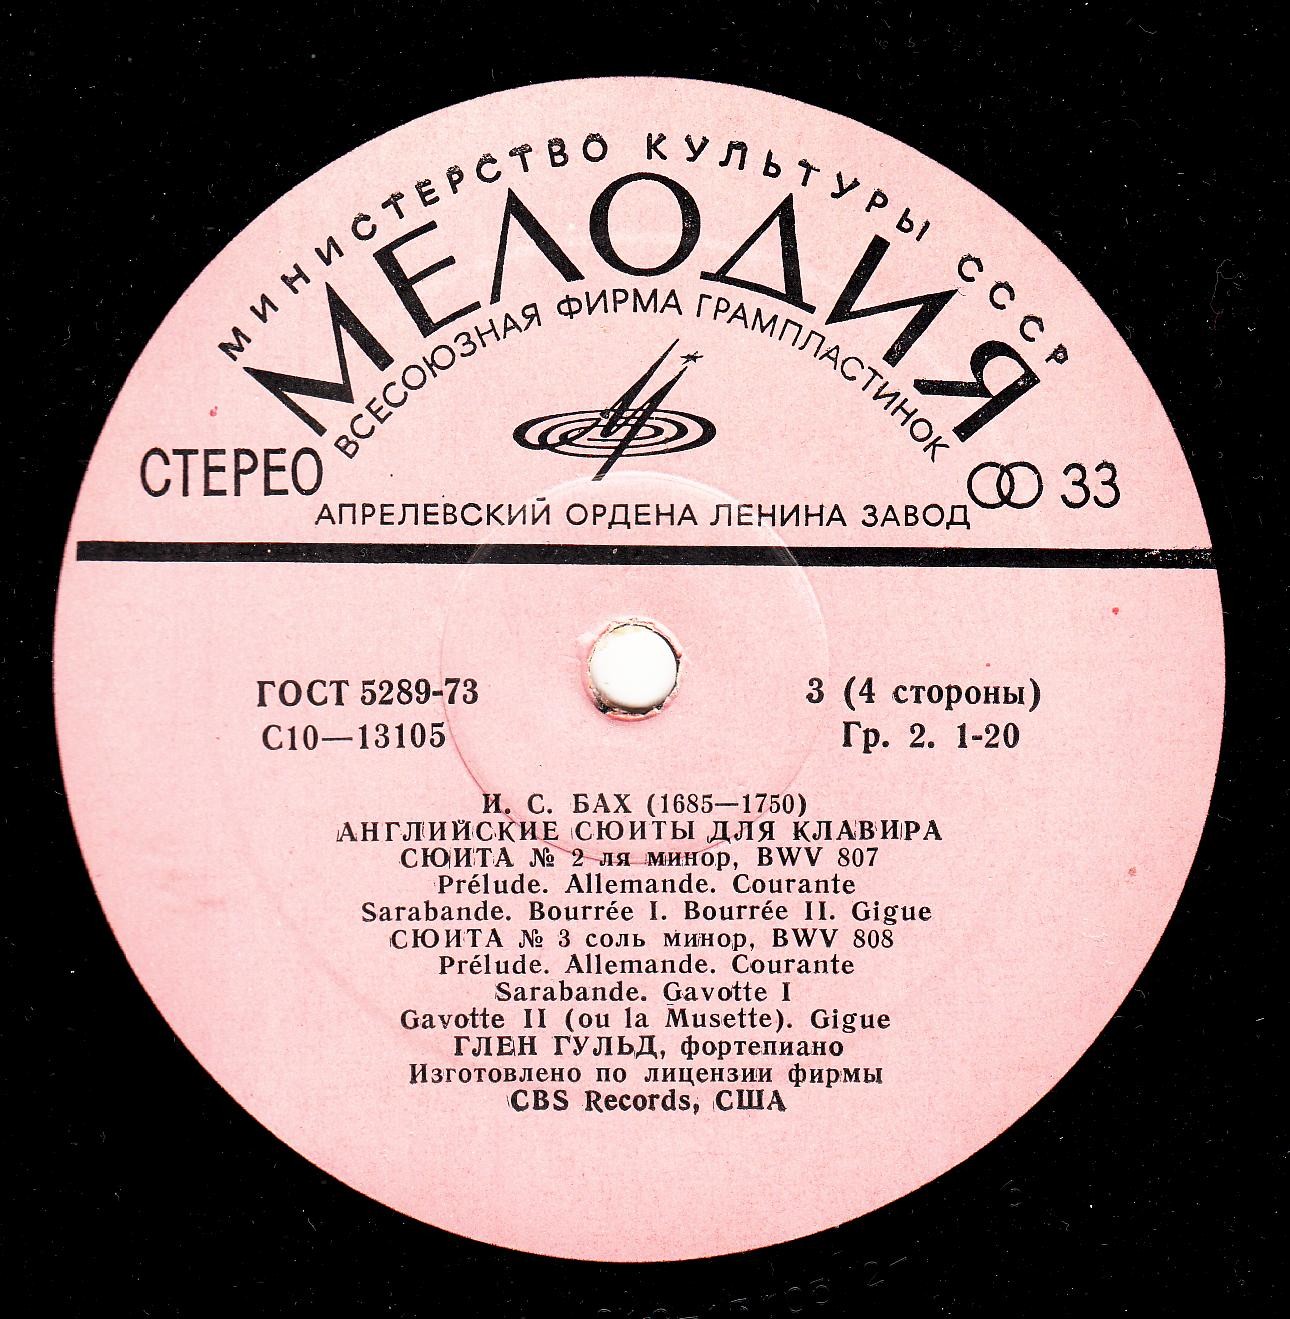 МИНИСТЕРСТВО КУЛЬТУРЫ СССР
МЕЛОДИЯ
ВСЕСОЮЗНАЯ ФИРМА ГРАМПЛАСТИНОК
СТЕРЕО
33
АПРЕЛЕВСКИЙ ОРДЕНА ЛЕНИНА ЗАВОД
ГОСТ 5289-73
3 (4 стороны)
С10—13105
Гр. 2. 1-20
И. С. БАХ (1685—1750)
АНГЛИЙСКИЕ СЮИТЫ ДЛЯ КЛАВИРА
СЮИТА № 2 ля минор, BWV 807
Prélude. Allemande. Courante
Sarabande. Bourrée I. Bourrée II. Gigue
СЮИТА № 3 соль минор, BWV 808
Prélude. Allemande. Courante
Sarabande. Gavotte I
Gavotte II (ou la Musette). Gigue
ГЛЕН ГУЛЬД, фортепиано
Изготовлено по лицензии фирмы
CBS Records, США